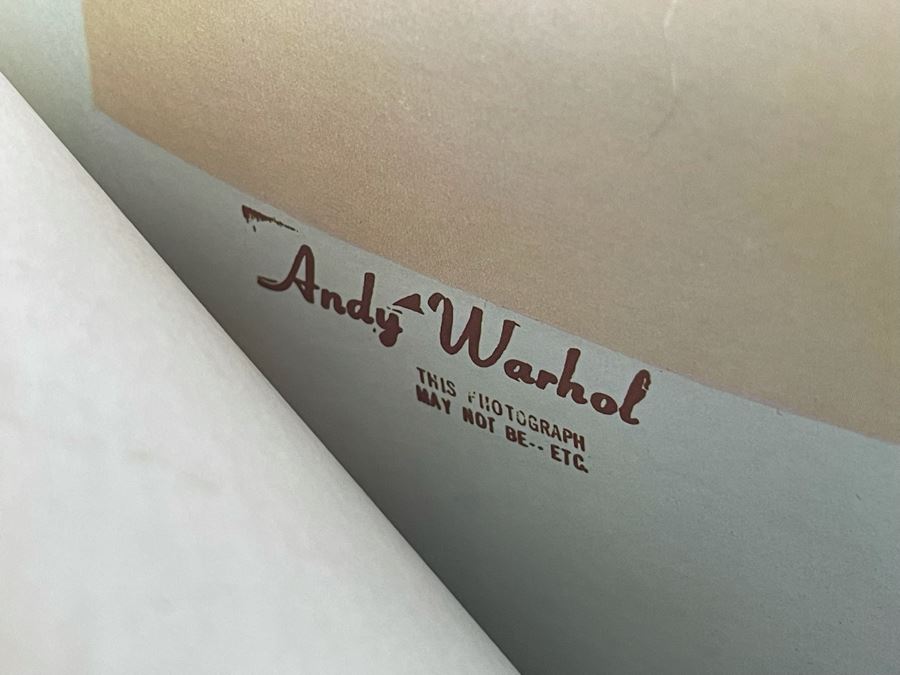 Andy Warhol
THIS PHOTOGRAPH
MAY NOT BE-- ETC.